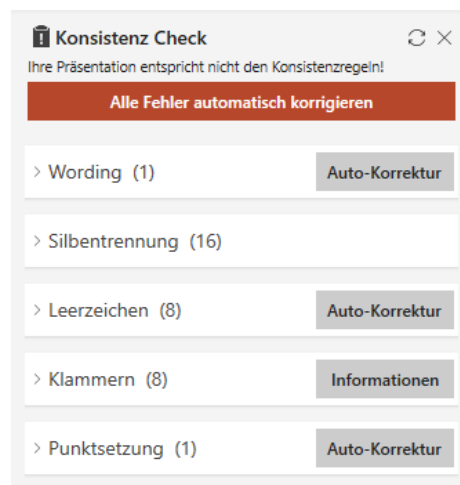 Konsistenz Check
Ihre Präsentation entspricht nicht den Konsistenzregeln!
Alle Fehler automatisch korrigieren
Wording (1) Auto-Korrektur
Silbentrennung (16)
Leerzeichen (8) Auto-Korrektur
Klammern (8) Informationen
Punktsetzung (1) Auto-Korrektur